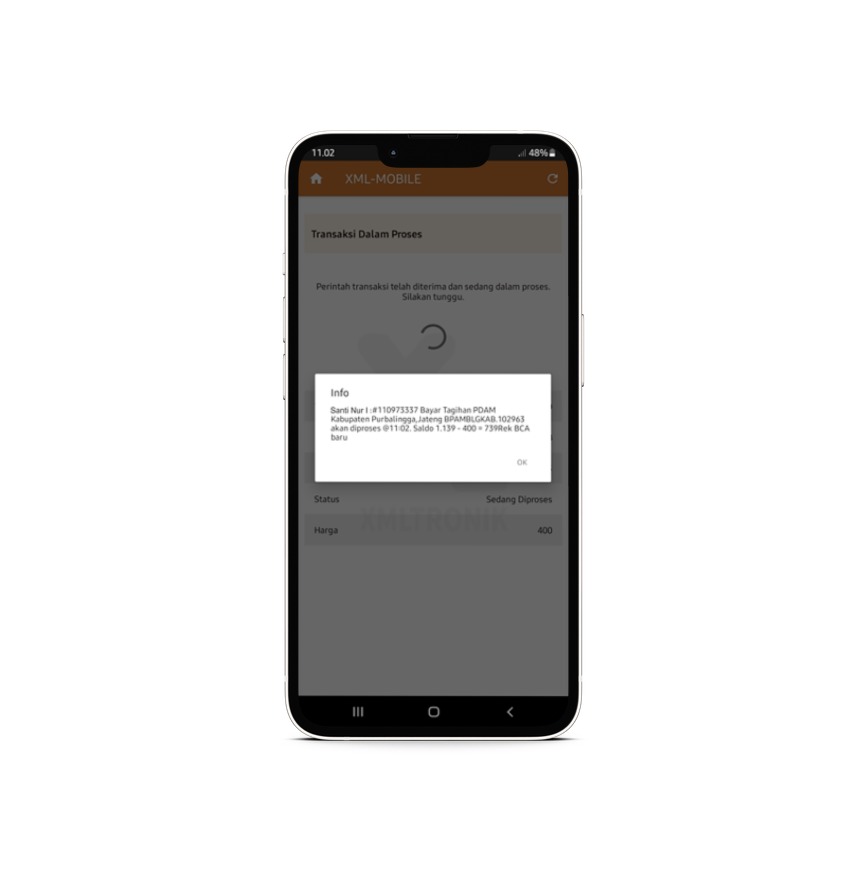 11.02
48%
XML-MOBILE
Transaksi Dalam Proses
Perintah transaksi telah diterima dan sedang dalam proses.
Silakan tunggu.
Info
Santi Nur I :#110973337 Bayar Tagihan PDAM
Kabupaten Purbalingga,Jateng BPAMBLGKAB.102963
akan diproses @11:02. Saldo 1.139 - 400 = 739Rek BCA
baru
OK
Status Sedang Diproses
XMLTRONIK
Harga 400